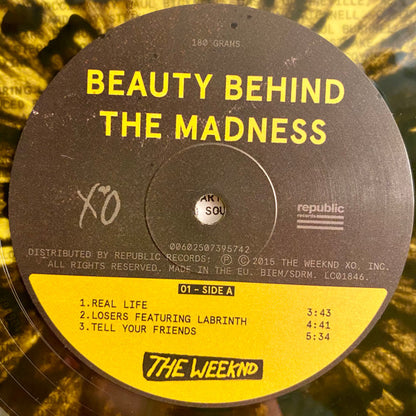 180 GRAMS
BEAUTY BEHIND
THE MADNESS
XO
republic
records
00602507395742
DISTRIBUTED BY REPUBLIC RECORDS: Ⓟ © 2015 THE WEEKND XO, INC.
ALL RIGHTS RESERVED. MADE IN THE EU. BIEM/SDRM. LC01846.
01 - SIDE A
1.REAL LIFE 3:43
2.LOSERS FEATURING LABRINTH 4:41
3.TELL YOUR FRIENDS 5:34
THE WEEKND